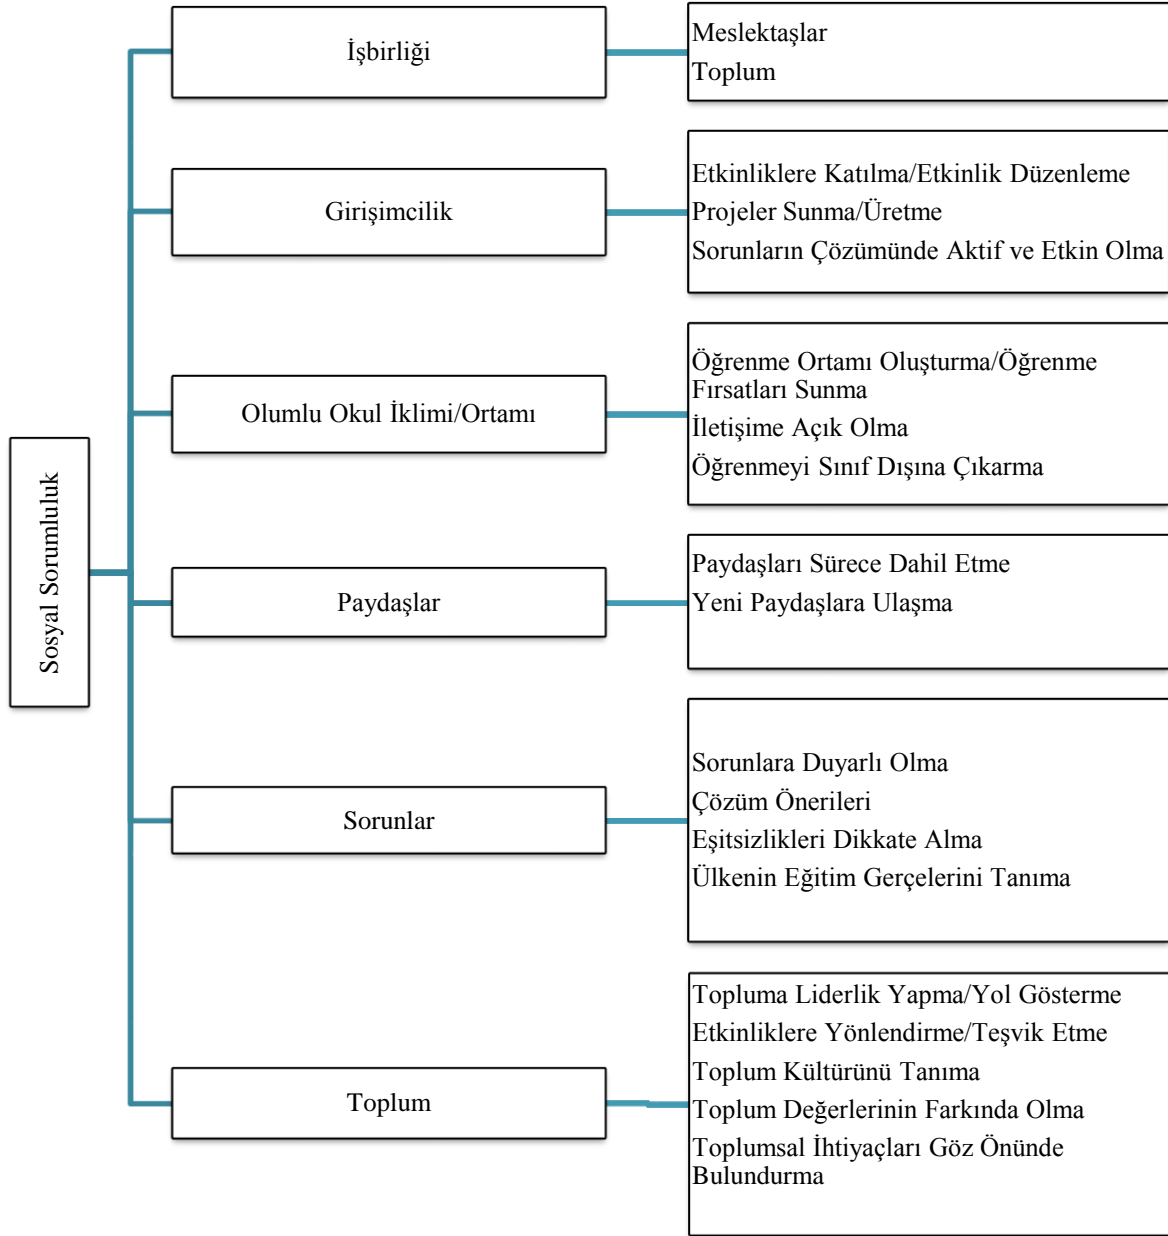 Sosyal Sorumluluk
İşbirliği
Meslektaşlar
Toplum
Girişimcilik
Etkinliklere Katılma/Etkinlik Düzenleme
Projeler Sunma/Üretme
Sorunların Çözümünde Aktif ve Etkin Olma
Olumlu Okul İklimi/Ortamı
Öğrenme Ortamı Oluşturma/Öğrenme
Fırsatları Sunma
İletişime Açık Olma
Öğrenmeyi Sınıf Dışına Çıkarma
Paydaşlar
Paydaşları Sürece Dahil Etme
Yeni Paydaşlara Ulaşma
Sorunlar
Sorunlara Duyarlı Olma
Çözüm Önerileri
Eşitsizlikleri Dikkate Alma
Ülkenin Eğitim Gerçelerini Tanıma
Toplum
Topluma Liderlik Yapma/Yol Gösterme
Etkinliklere Yönlendirme/Teşvik Etme
Toplum Kültürünü Tanıma
Toplum Değerlerinin Farkında Olma
Toplumsal İhtiyaçları Göz Önünde
Bulundurma